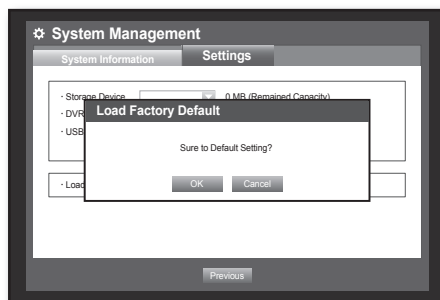 System Management
System Information
Settings
· Storage Device
0 MB (Remained Capacity)
· DVR
· USB
Load Factory Default
Sure to Default Setting?
OK
Cancel
· Load
Previous